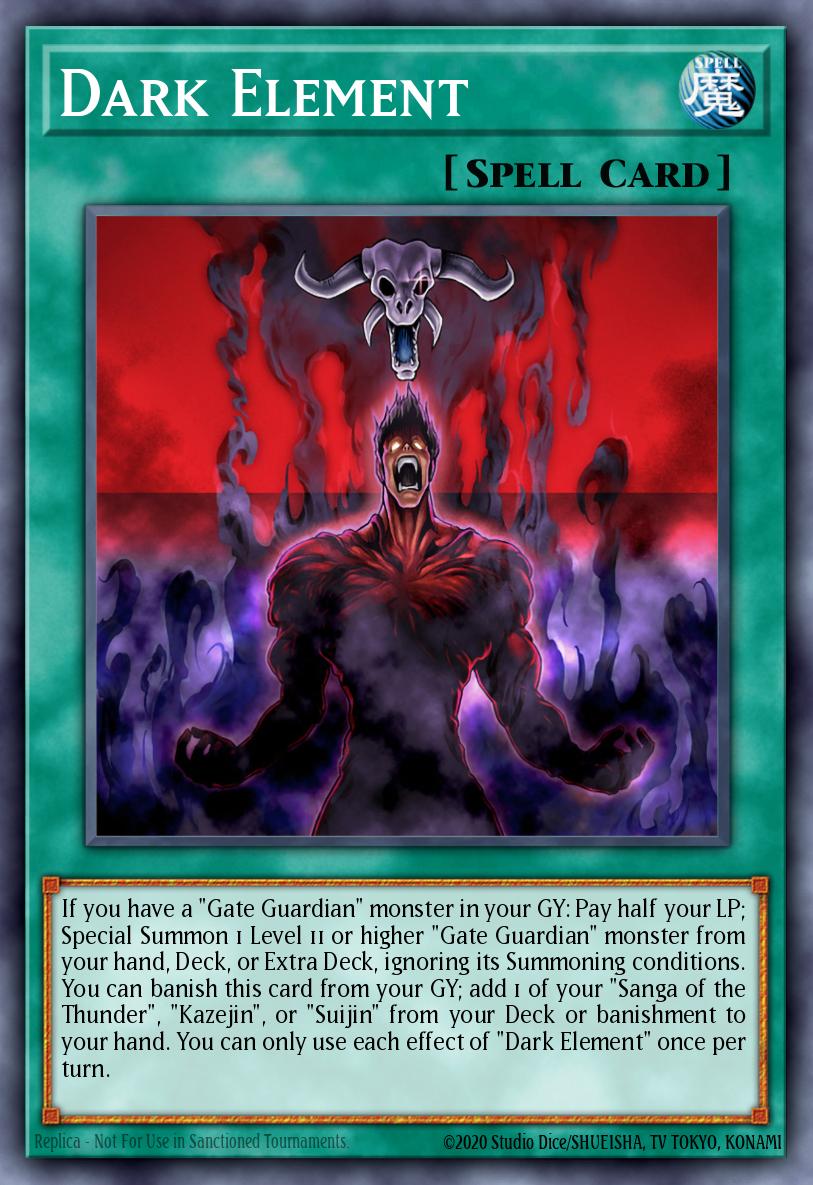 Dark Element
SPELL
魔
[ Spell Card ]
If you have a "Gate Guardian" monster in your GY: Pay half your LP;
Special Summon 1 Level 11 or higher "Gate Guardian" monster from
your hand, Deck, or Extra Deck, ignoring its Summoning conditions.
You can banish this card from your GY; add 1 of your "Sanga of the
Thunder", "Kazejin", or "Suijin" from your Deck or banishment to
your hand. You can only use each effect of "Dark Element" once per
turn.
Replica - Not For Use in Sanctioned Tournaments.
©2020 Studio Dice/SHUEISHA, TV TOKYO, KONAMI